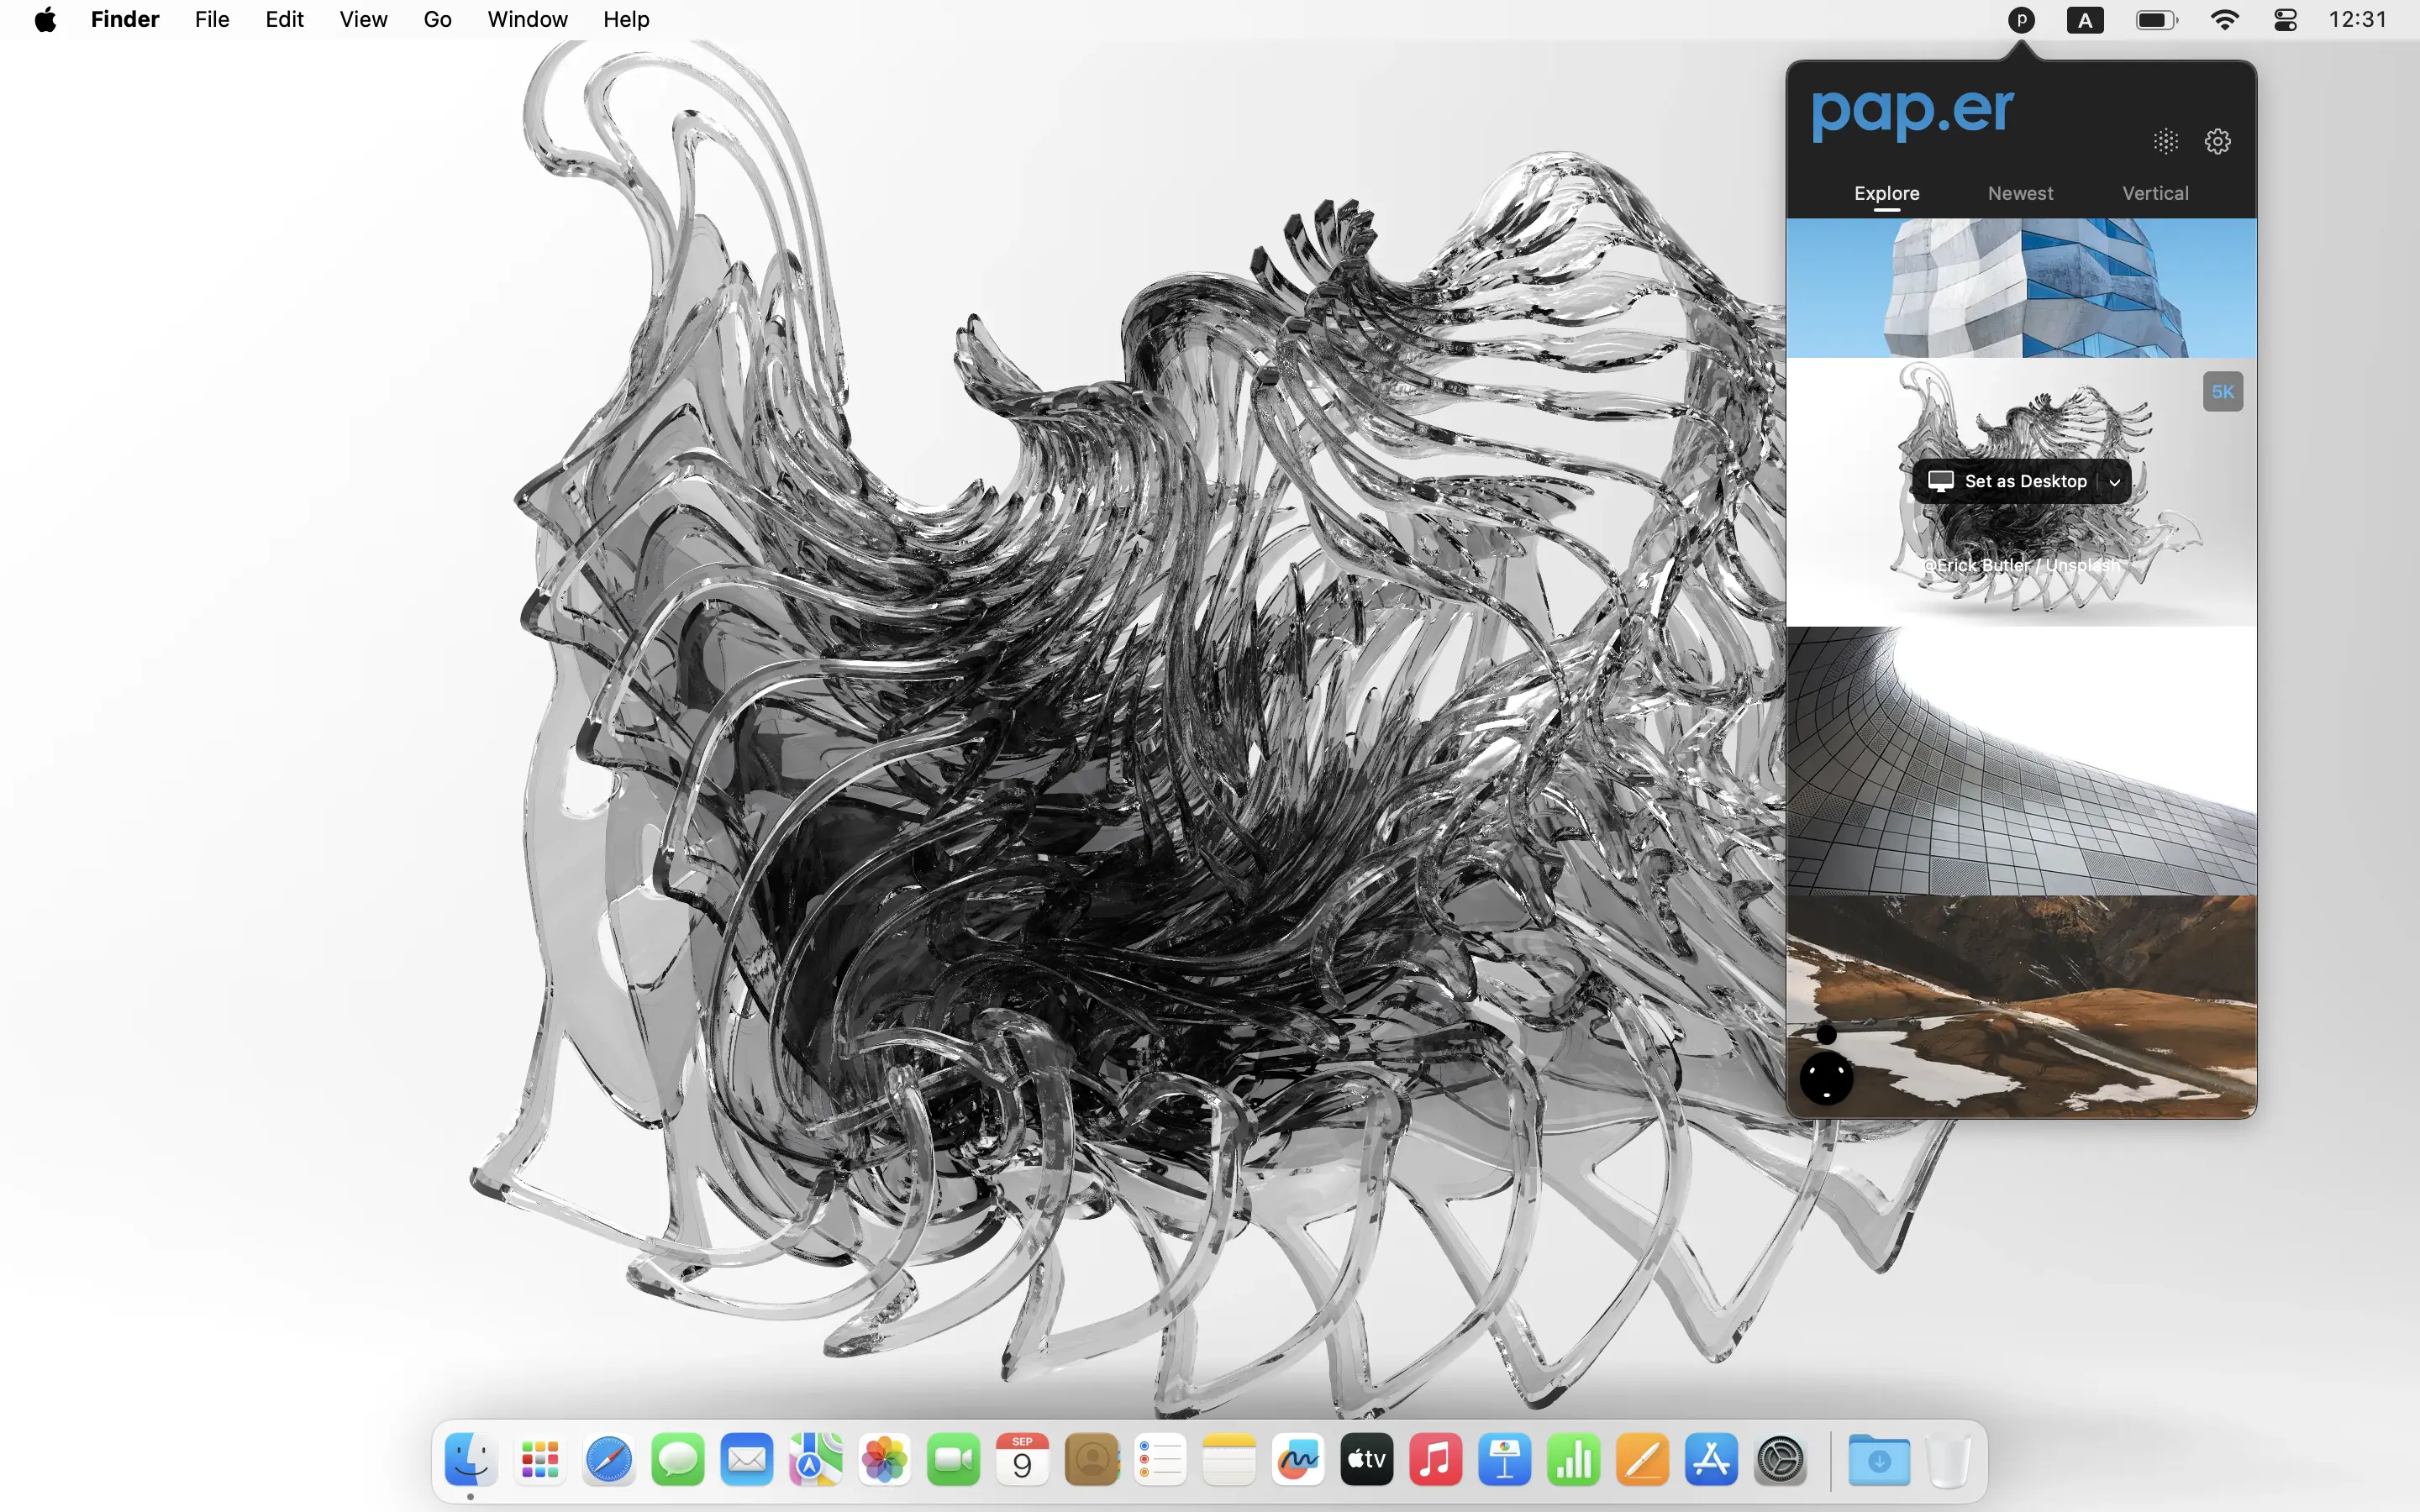 Finder File Edit View Go Window Help
p A 12:31
pap.er
Explore Newest Vertical
5K
Set as Desktop
@Erick Butler / Unsplash
SEP
9
tv